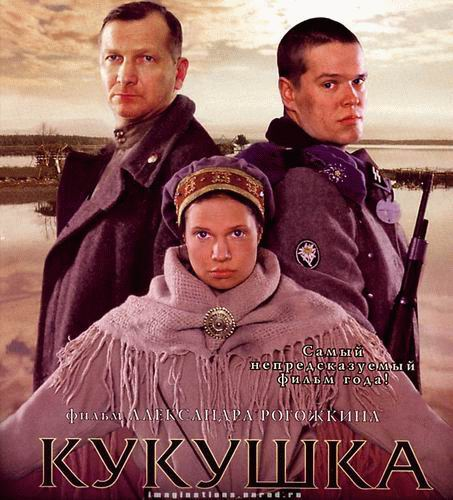 Самый
непредсказуемый
фильм года!
фильм АЛЕКСАНДРА РОГОЖКИНА
КУКУШКА
imaginations.narod.ru